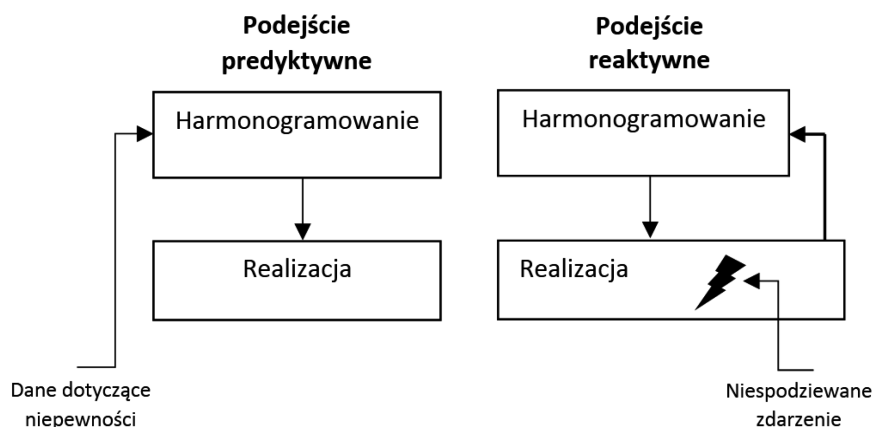 Podejście
predyktywne
Harmonogramowanie
Realizacja
Dane dotyczące
niepewności
Podejście
reaktywne
Harmonogramowanie
Realizacja
Niespodziewane
zdarzenie